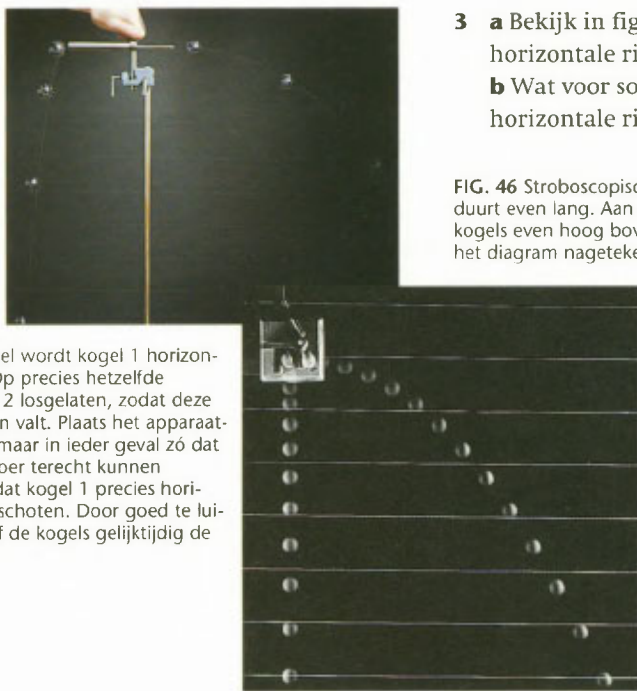 3 a Bekijk in fig
horizontale ri
b Wat voor so
horizontale ri
FIG. 46 Stroboscopisc
duurt even lang. Aan
kogels even hoog bov
het diagram nageteke
el wordt kogel 1 horizon-
Op precies hetzelfde
2 losgelaten, zodat deze
n valt. Plaats het apparaat-
maar in ieder geval zó dat
oer terecht kunnen
dat kogel 1 precies hori-
schoten. Door goed te lui-
f de kogels gelijktijdig de